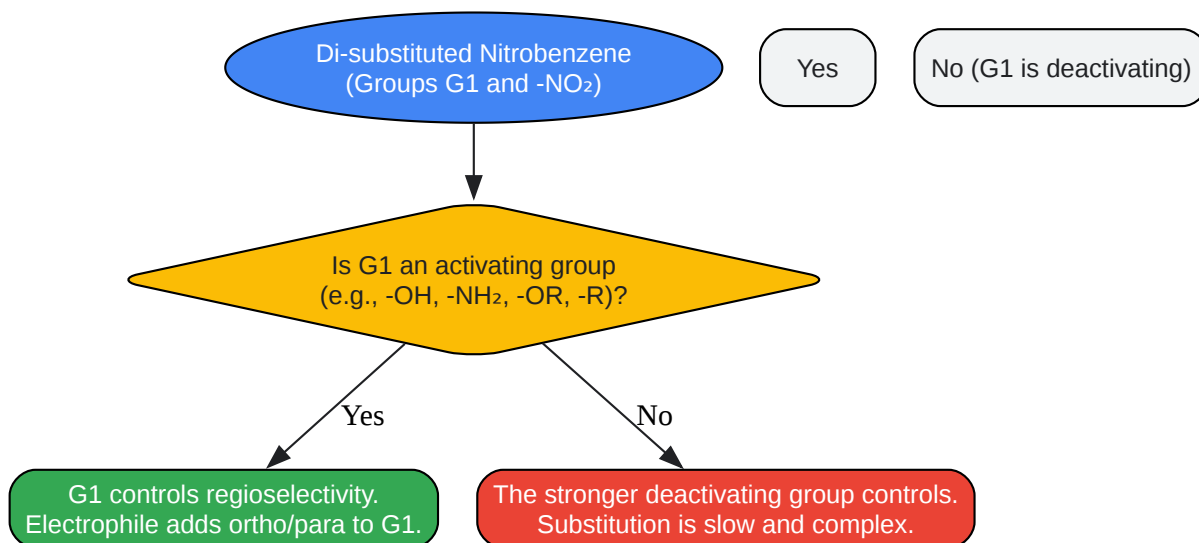 Di-substituted Nitrobenzene
(Groups G1 and -NO₂)
Yes
No (G1 is deactivating)
Is G1 an activating group
(e.g., -OH, -NH₂, -OR, -R)?
Yes
No
G1 controls regioselectivity.
Electrophile adds ortho/para to G1.
The stronger deactivating group controls.
Substitution is slow and complex.